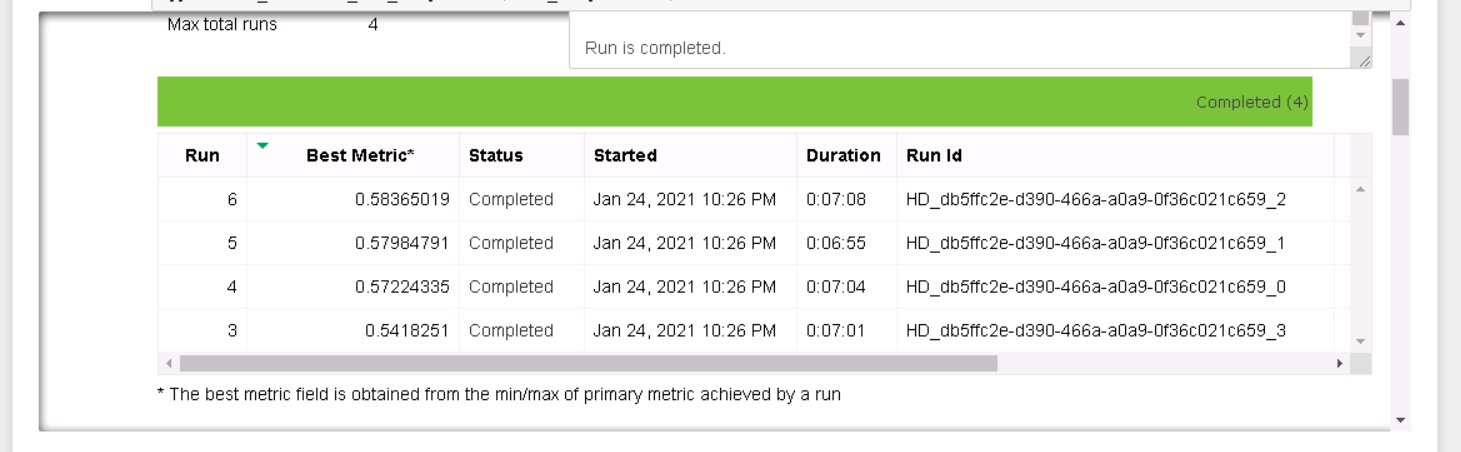 Max total runs 4
Run is completed.
Completed (4)
Run Best Metric* Status Started Duration Run Id
6 0.58365019 Completed Jan 24, 2021 10:26 PM 0:07:08 HD_db5ffc2e-d390-466a-a0a9-0f36c021c659_2
5 0.57984791 Completed Jan 24, 2021 10:26 PM 0:06:55 HD_db5ffc2e-d390-466a-a0a9-0f36c021c659_1
4 0.57224335 Completed Jan 24, 2021 10:26 PM 0:07:04 HD_db5ffc2e-d390-466a-a0a9-0f36c021c659_0
3 0.5418251 Completed Jan 24, 2021 10:26 PM 0:07:01 HD_db5ffc2e-d390-466a-a0a9-0f36c021c659_3
* The best metric field is obtained from the min/max of primary metric achieved by a run